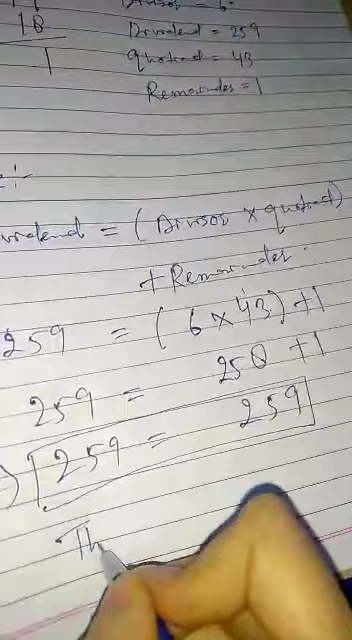 Divisor = 6
18
Dividend = 259
1
Quotient = 43
Remainder = 1
Dividend = (Divisor × Quotient)
+ Remainder
259 = (6 × 43) + 1
259 = 258 + 1
259 = 259
Th